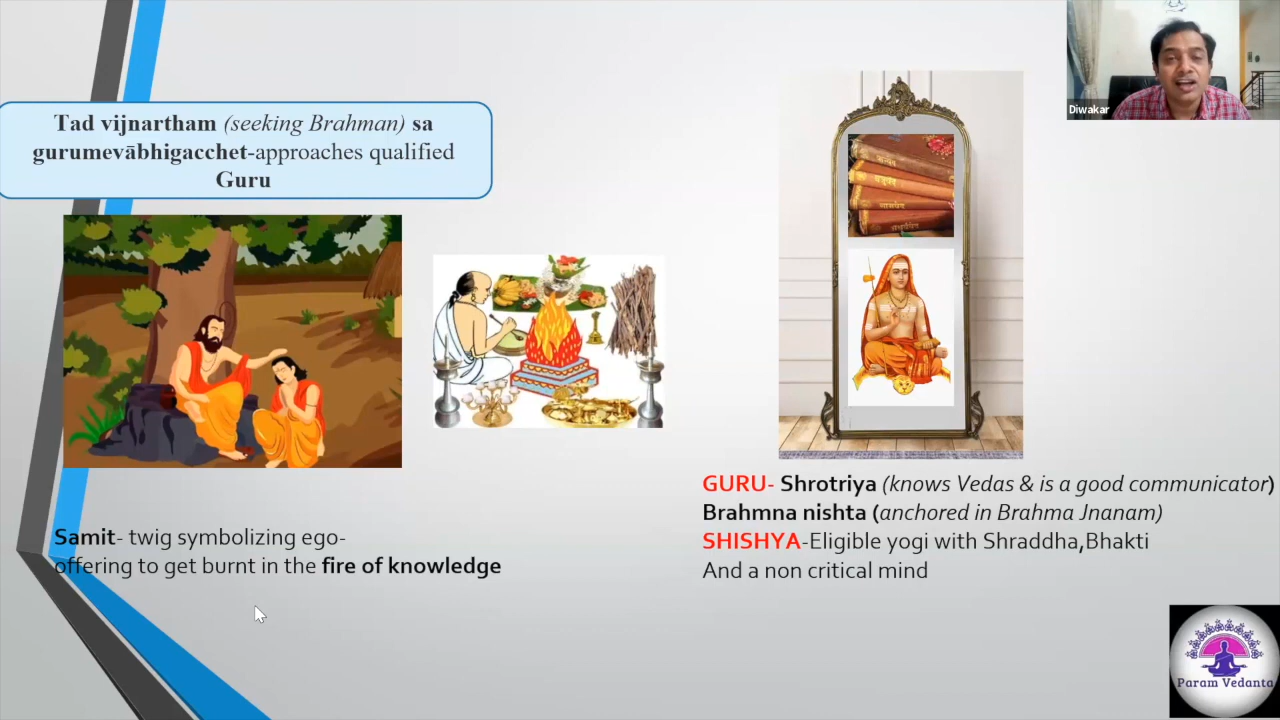 Diwakar
Tad vijnartham (seeking Brahman) sa
gurumevābhigacchet-approaches qualified
Guru
Samit- twig symbolizing ego-
offering to get burnt in the fire of knowledge
GURU- Shrotriya (knows Vedas & is a good communicator)
Brahmna nishta (anchored in Brahma Jnanam)
SHISHYA-Eligible yogi with Shraddha,Bhakti
And a non critical mind
Param Vedanta